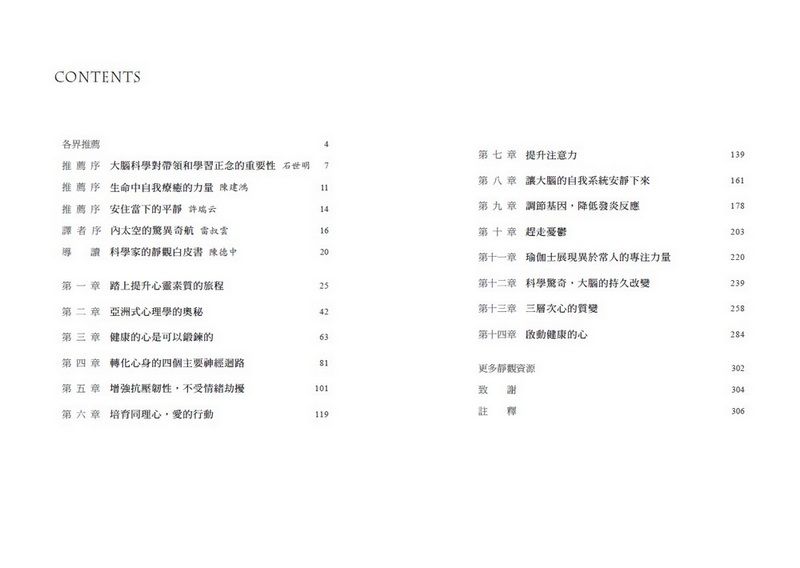 CONTENTS
各界推薦 4
推薦序 大腦科學對帶領和學習正念的重要性 石世明 7
推薦序 生命中自我療癒的力量 陳建鴻 11
推薦序 安住當下的平靜 許瑞云 14
譯者序 內太空的驚異奇航 雷叔雲 16
導讀 科學家的靜觀白皮書 陳德中 20
第一章 踏上提升心靈素質的旅程 25
第二章 亞洲式心理學的奧秘 42
第三章 健康的心是可以鍛鍊的 63
第四章 轉化心身的四個主要神經迴路 81
第五章 增強抗壓韌性，不受情緒劫擾 101
第六章 培育同理心，愛的行動 119
第七章 提升注意力 139
第八章 讓大腦的自我系統安靜下來 161
第九章 調節基因，降低發炎反應 178
第十章 趕走憂鬱 203
第十一章 瑜伽士展現異於常人的專注力量 220
第十二章 科學驚奇，大腦的持久改變 239
第十三章 三層次心的質變 258
第十四章 啟動健康的心 284
更多靜觀資源 302
致謝 304
註釋 306